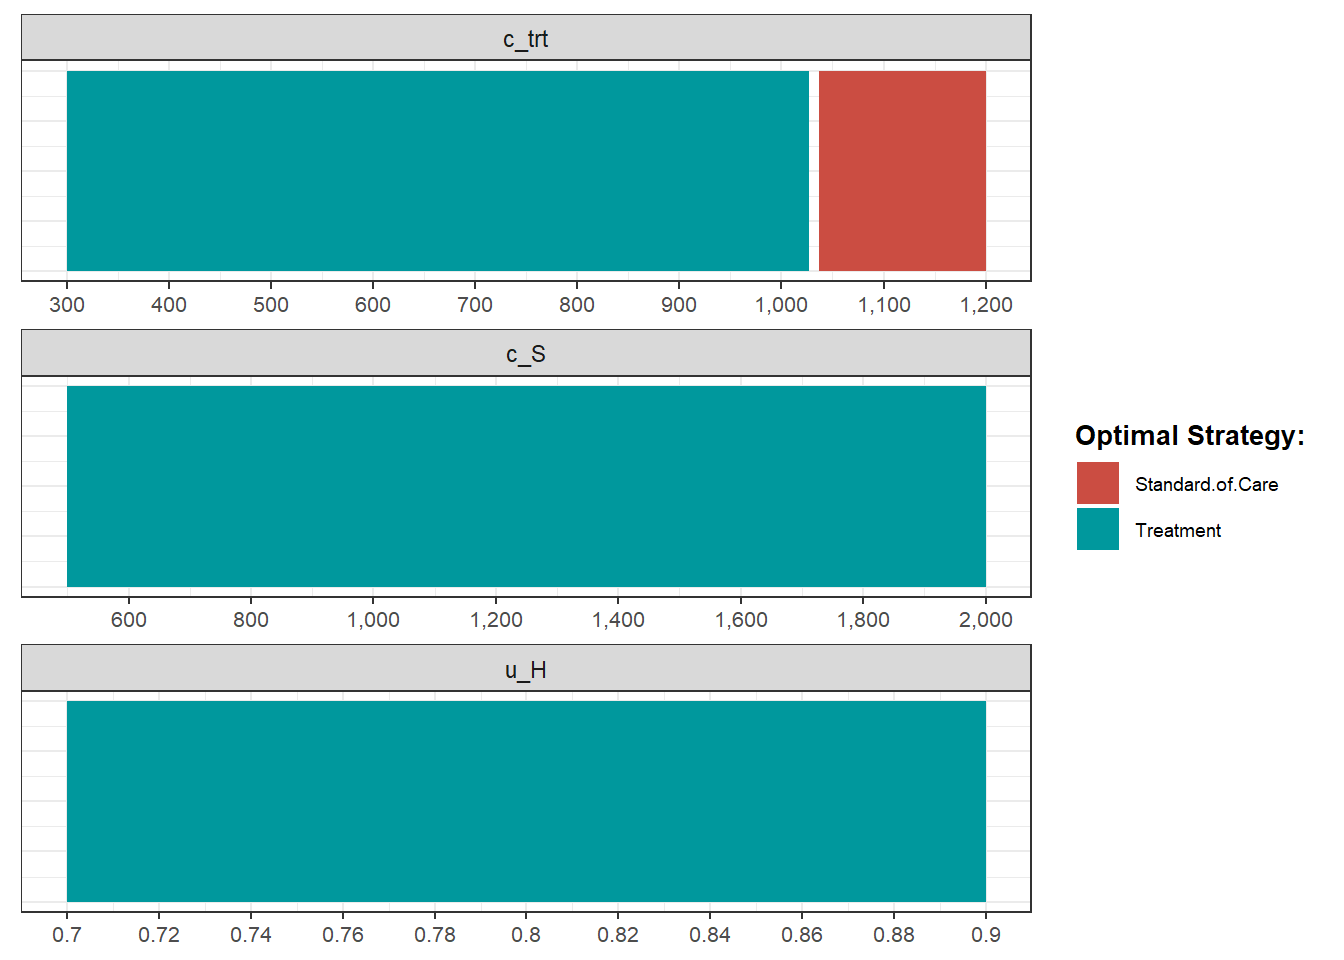 c_trt
300 400 500 600 700 800 900 1,000 1,100 1,200
c_S
600 800 1,000 1,200 1,400 1,600 1,800 2,000
Optimal Strategy:
Standard.of.Care
Treatment
u_H
0.7 0.72 0.74 0.76 0.78 0.8 0.82 0.84 0.86 0.88 0.9